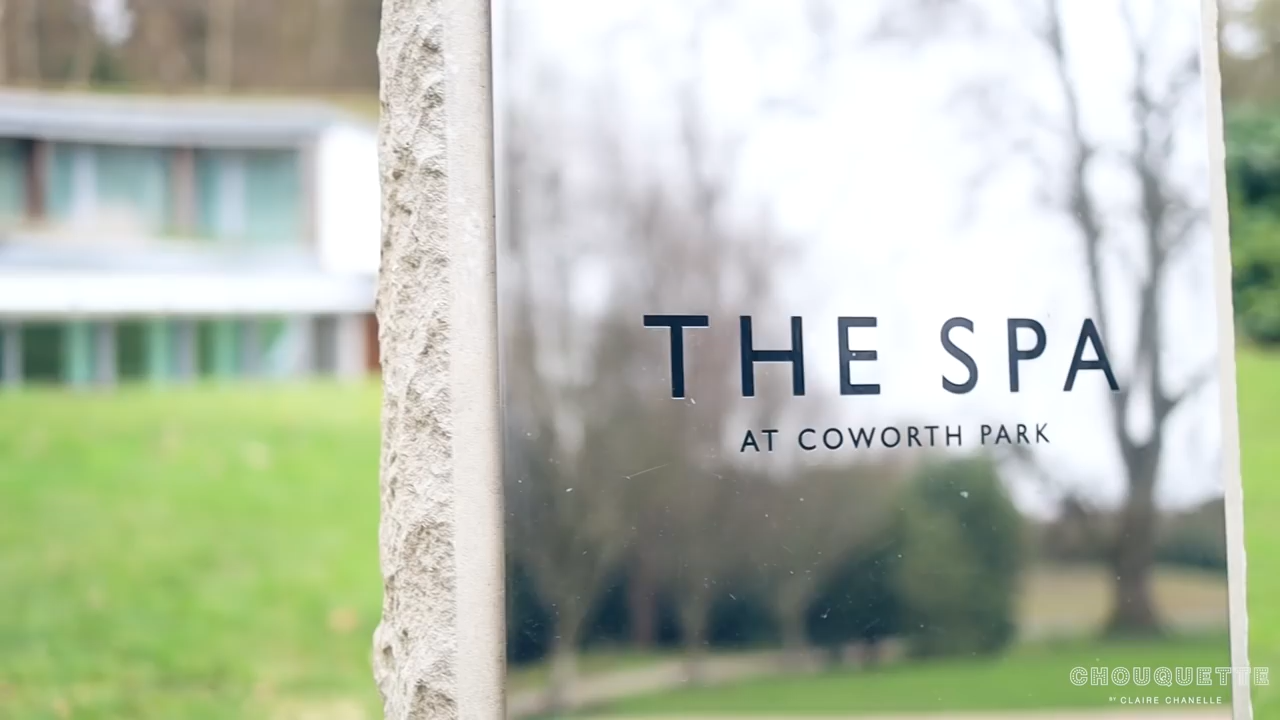 THE SPA
AT COWORTH PARK
CHOUQUETTE
BY CLAIRE CHANELLE